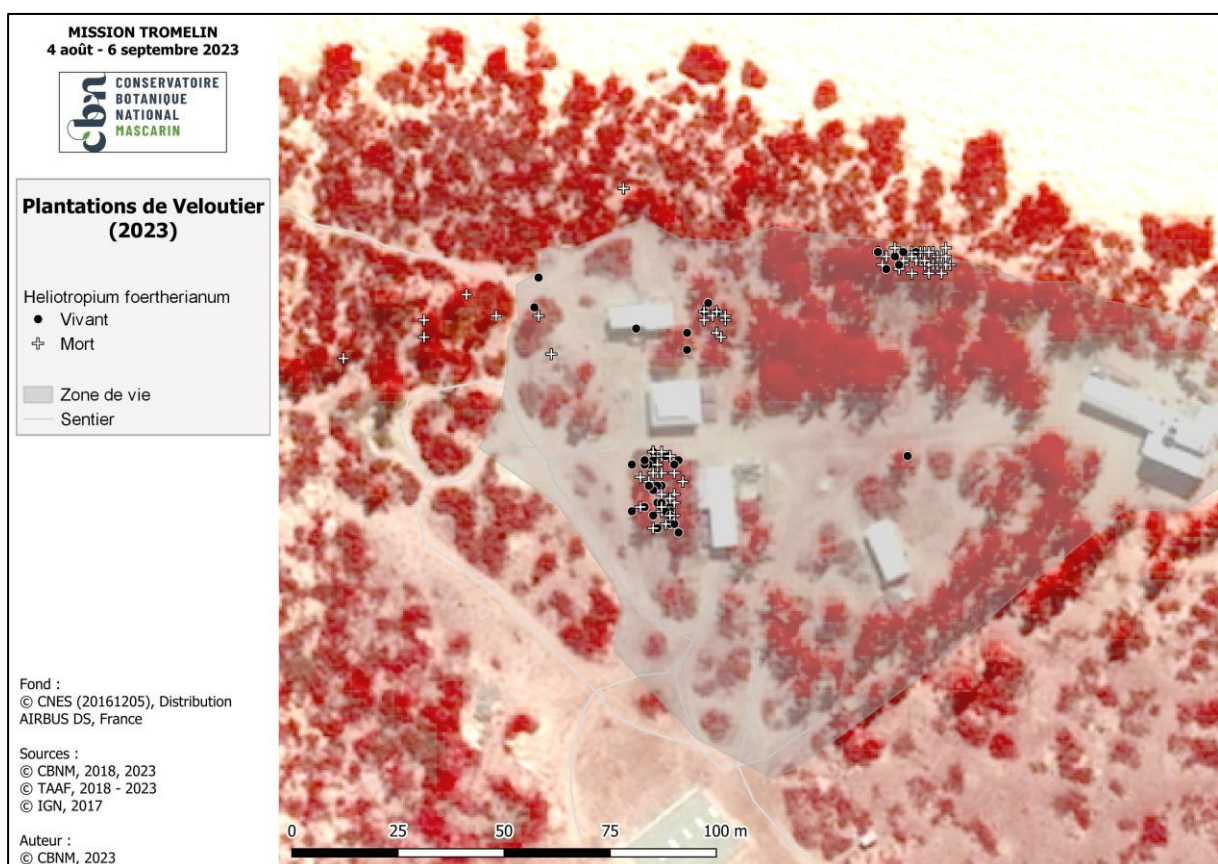 MISSION TROMELIN
4 août - 6 septembre 2023
cbn
CONSERVATOIRE
BOTANIQUE
NATIONAL
MASCARIN
Plantations de Veloutier
(2023)
Heliotropium foertherianum
Vivant
Mort
Zone de vie
Sentier
Fond :
© CNES (20161205), Distribution
AIRBUS DS, France
Sources :
© CBNM, 2018, 2023
© TAAF, 2018 - 2023
© IGN, 2017
Auteur :
© CBNM, 2023
0 25 50 75 100 m